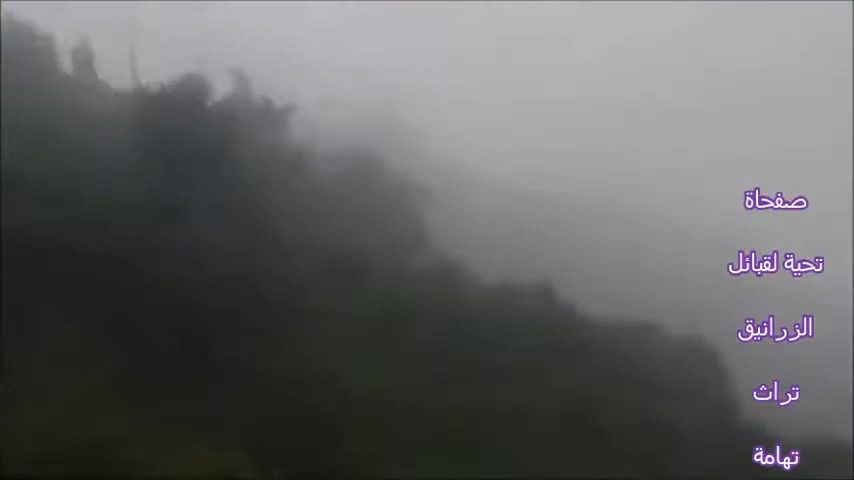 صفحاة
تحية لقبائل
الزرانيق
تراث
تهامة